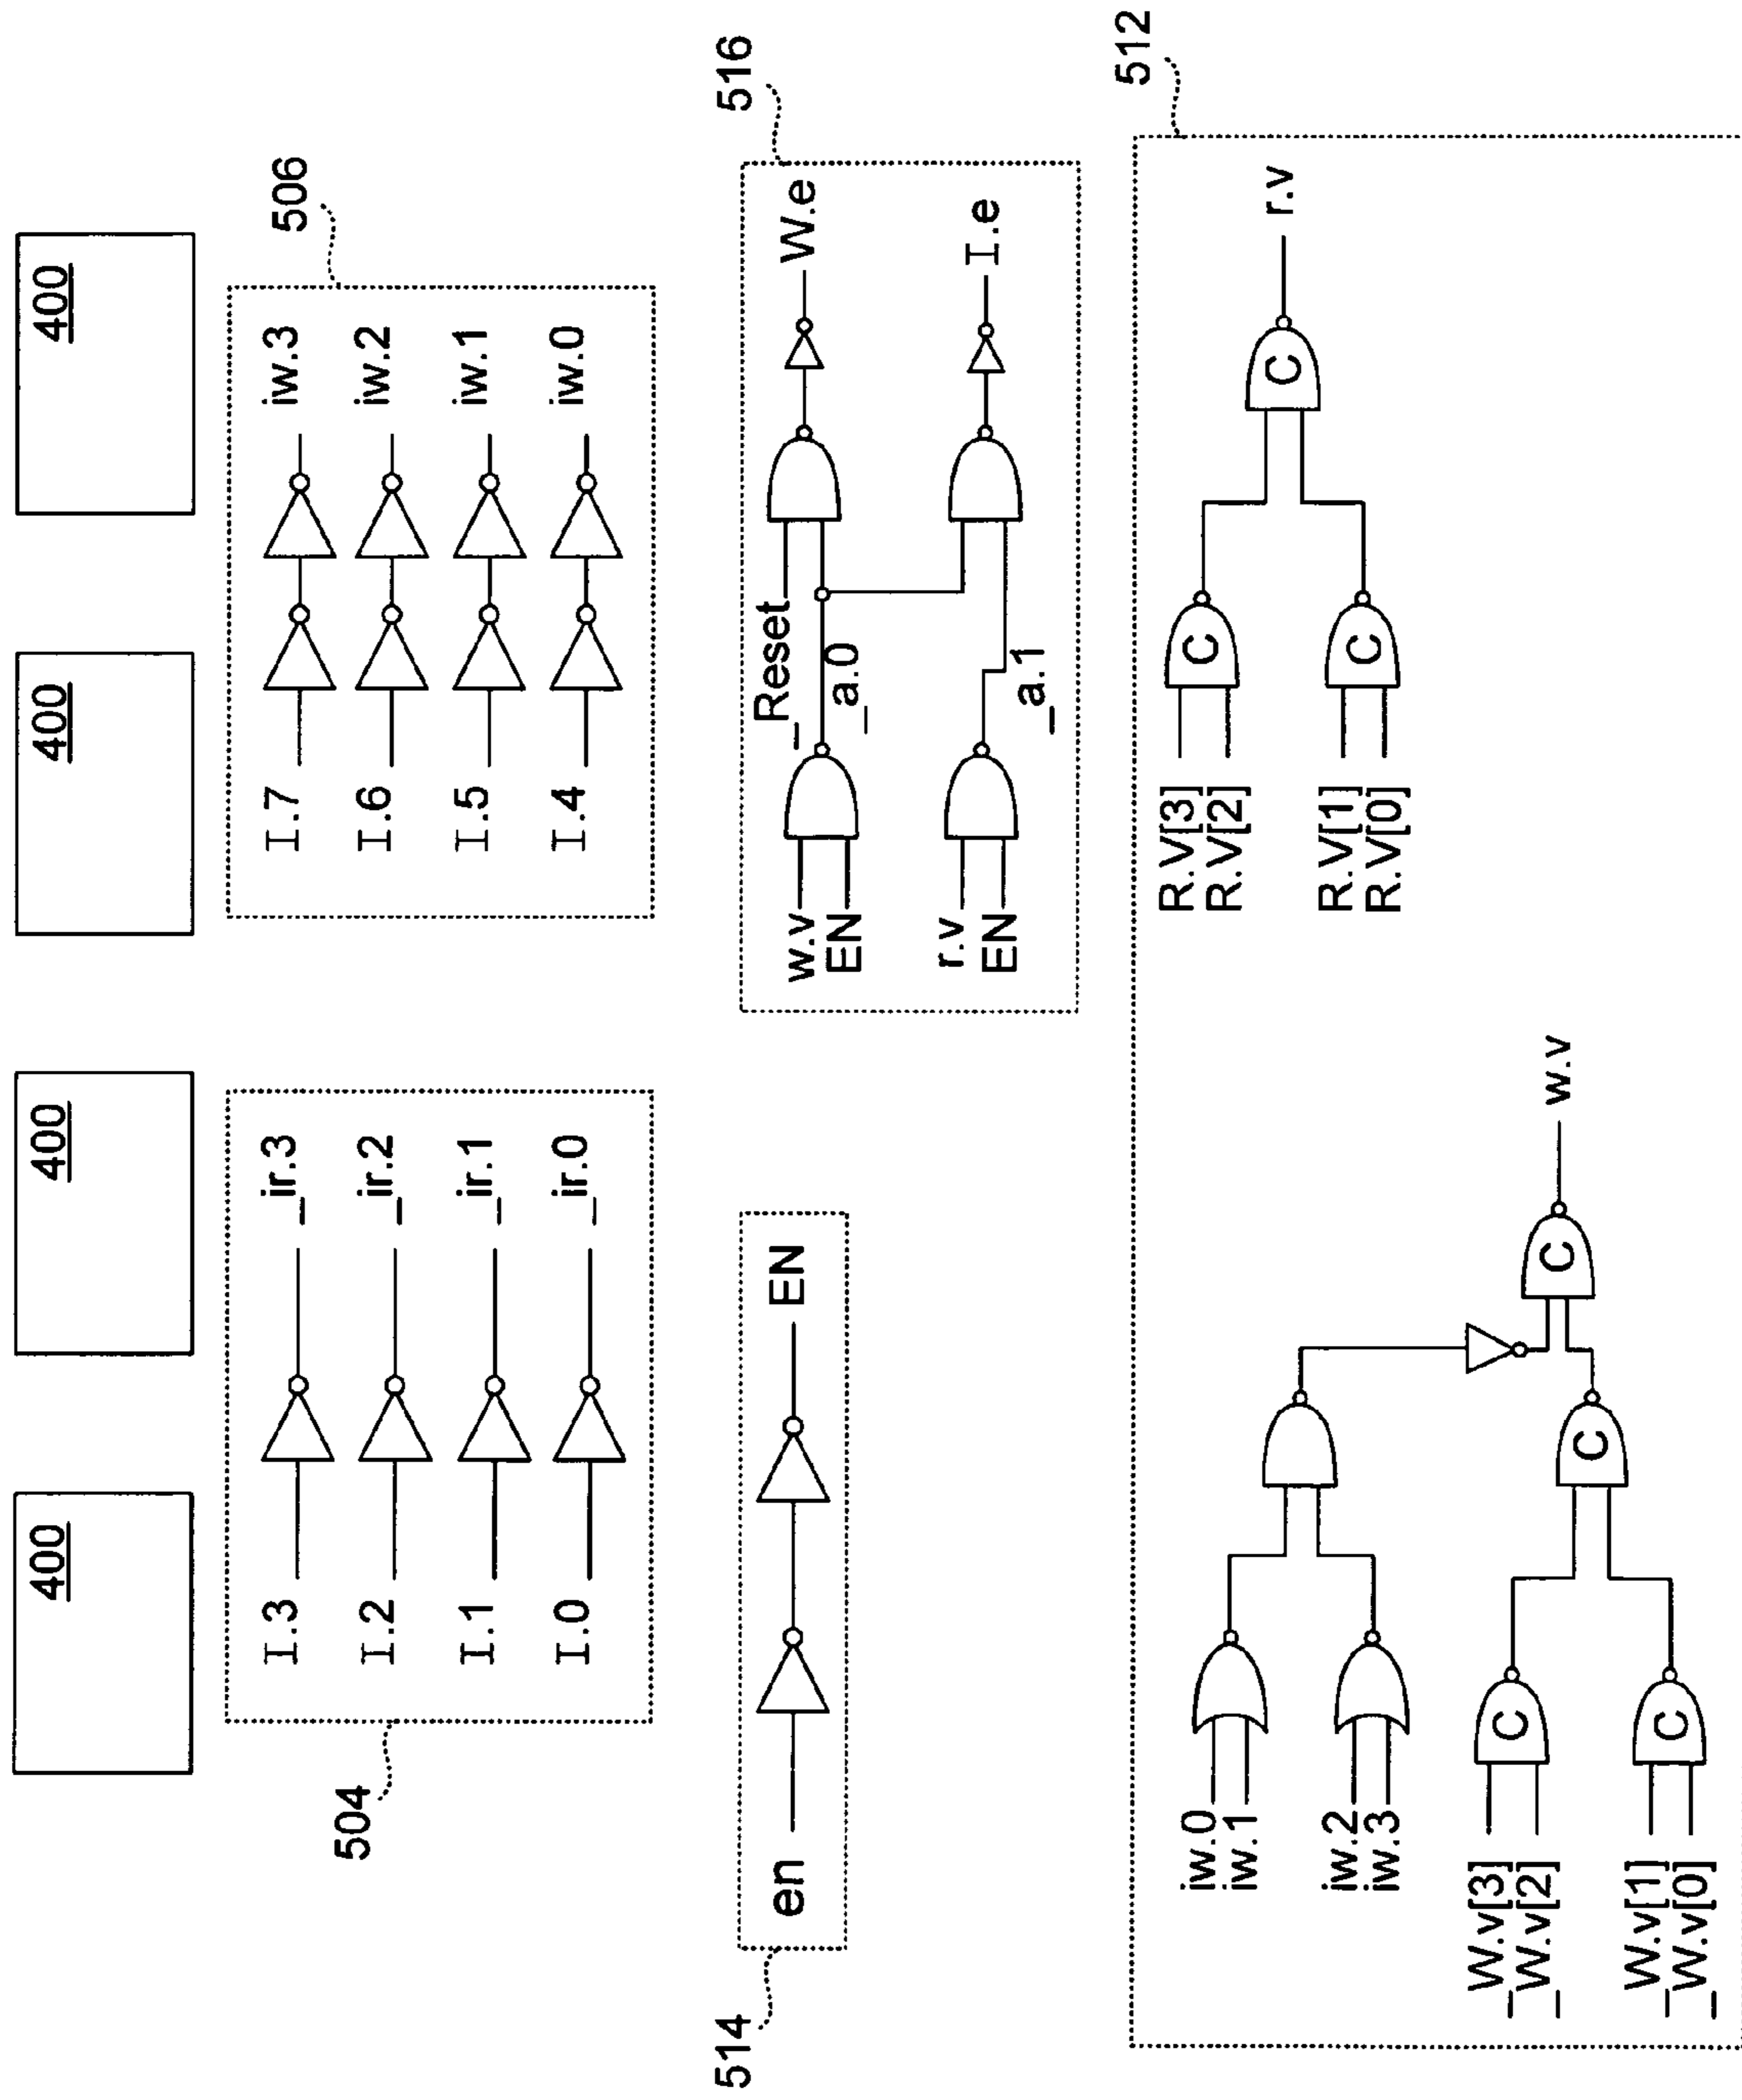 400
400
400
400
504
I.3
_ir.3
I.2
_ir.2
I.1
_ir.1
I.0
_ir.0
506
I.7
iw.3
I.6
iw.2
I.5
iw.1
I.4
iw.0
514
en
EN
516
w.v
EN
_Reset
_a.0
W.e
r.v
EN
_a.1
I.e
512
iw.0
iw.1
iw.2
iw.3
_W.v[3]
_W.v[2]
_W.v[1]
_W.v[0]
C
C
C
C
w.v
R.V[3]
R.V[2]
R.V[1]
R.V[0]
C
C
C
r.v